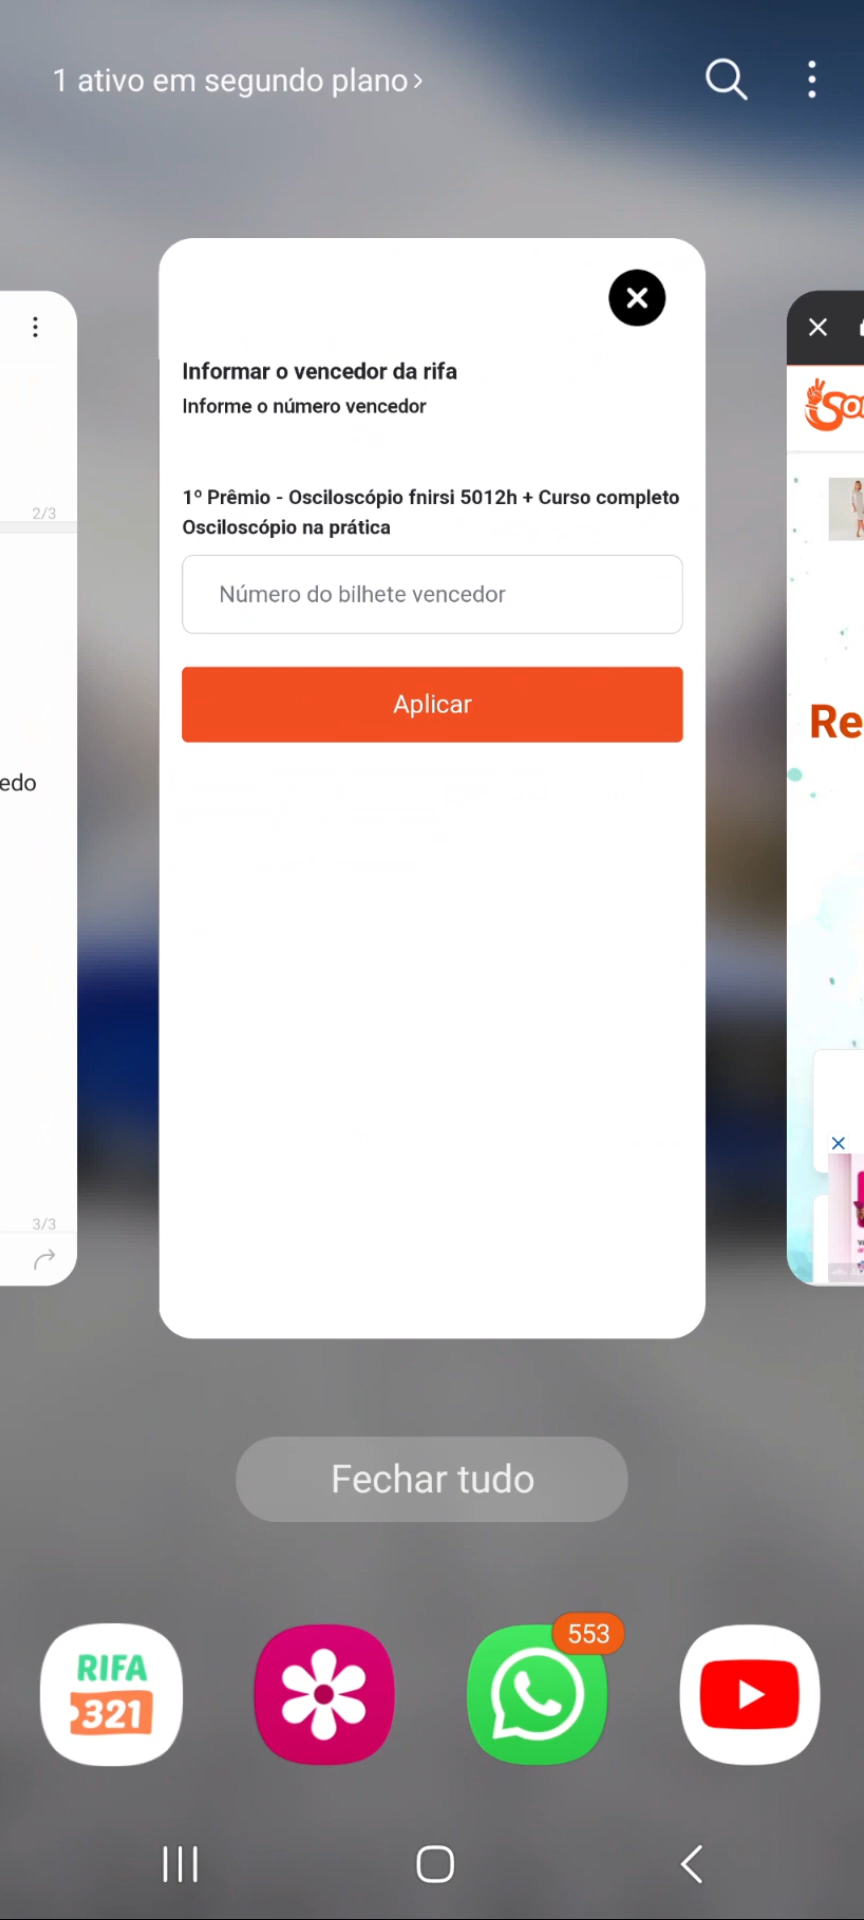 1 ativo em segundo plano
Informar o vencedor da rifa
Informe o número vencedor
1º Prêmio - Osciloscópio fnirsi 5012h + Curso completo
Osciloscópio na prática
Número do bilhete vencedor
Aplicar
2/3
edo
3/3
So
Re
Fechar tudo
RIFA
321
553